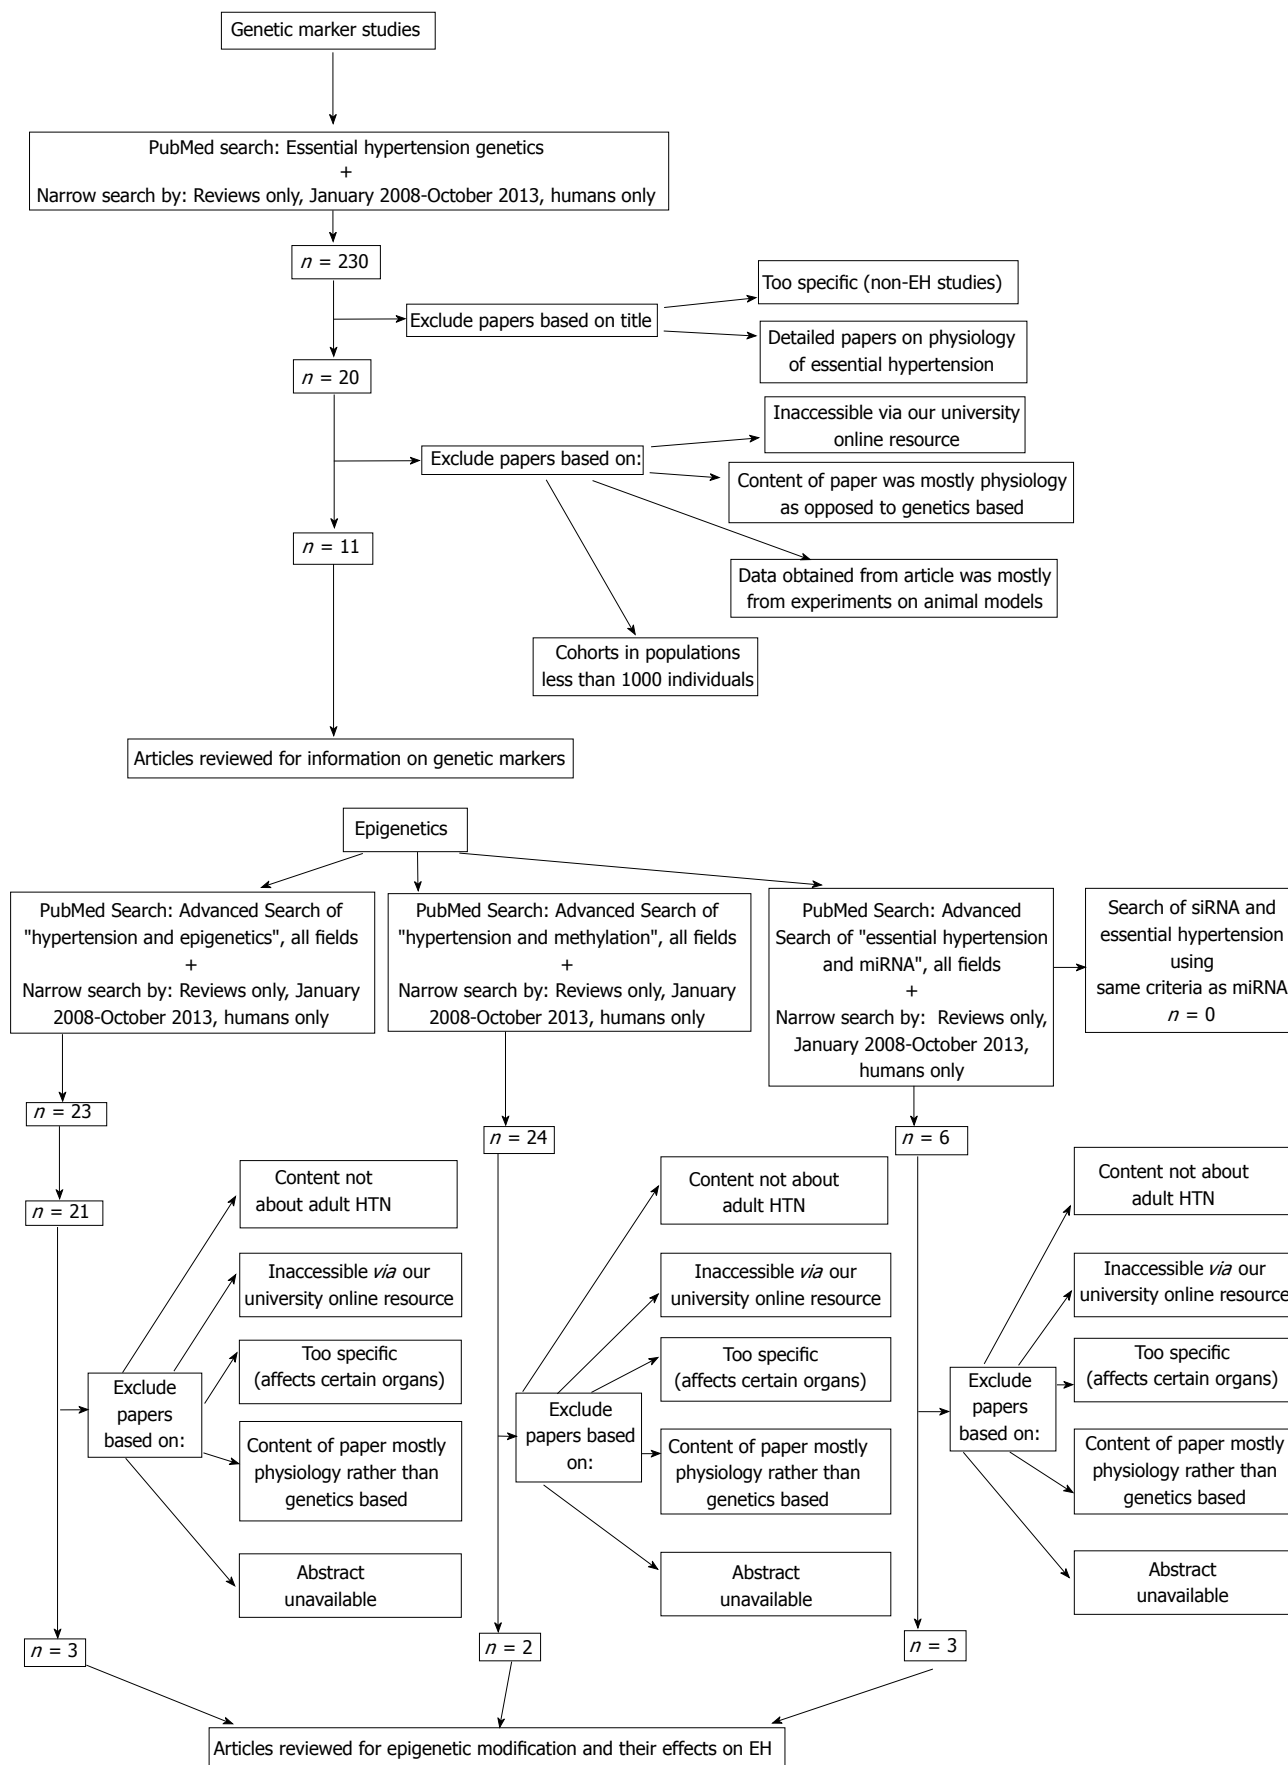 Genetic marker studies
PubMed search: Essential hypertension genetics
+
Narrow search by: Reviews only, January 2008-October 2013, humans only
n = 230
Exclude papers based on title
Too specific (non-EH studies)
Detailed papers on physiology
of essential hypertension
n = 20
Exclude papers based on:
Inaccessible via our university
online resource
Content of paper was mostly physiology
as opposed to genetics based
Data obtained from article was mostly
from experiments on animal models
Cohorts in populations
less than 1000 individuals
n = 11
Articles reviewed for information on genetic markers
Epigenetics
PubMed Search: Advanced Search of
"hypertension and epigenetics", all fields
+
Narrow search by: Reviews only, January
2008-October 2013, humans only
PubMed Search: Advanced Search of
"hypertension and methylation", all fields
+
Narrow search by: Reviews only, January
2008-October 2013, humans only
PubMed Search: Advanced
Search of "essential hypertension
and miRNA", all fields
+
Narrow search by: Reviews only,
January 2008-October 2013,
humans only
Search of siRNA and
essential hypertension
using
same criteria as miRNA
n = 0
n = 23
n = 21
Exclude
papers
based on:
Content not
about adult HTN
Inaccessible via our
university online resource
Too specific
(affects certain organs)
Content of paper mostly
physiology rather than
genetics based
Abstract
unavailable
n = 3
n = 24
Exclude
papers based
on:
Content not about adult
HTN
Inaccessible via our
university online resource
Too specific
(affects certain organs)
Content of paper mostly
physiology rather than
genetics based
Abstract
unavailable
n = 2
n = 6
Exclude
papers
based on:
Content not about
adult HTN
Inaccessible via our
university online resource
Too specific
(affects certain organs)
Content of paper mostly
physiology rather than
genetics based
Abstract
unavailable
n = 3
Articles reviewed for epigenetic modification and their effects on EH